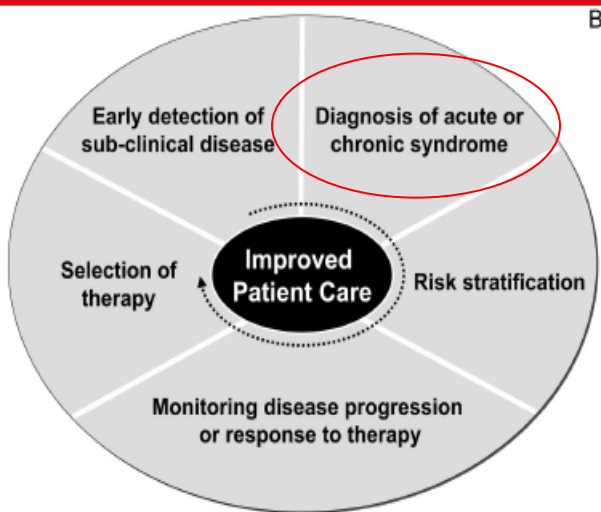 B
Early detection of
sub-clinical disease
Diagnosis of acute or
chronic syndrome
Improved
Patient Care
Selection of
therapy
Risk stratification
Monitoring disease progression
or response to therapy